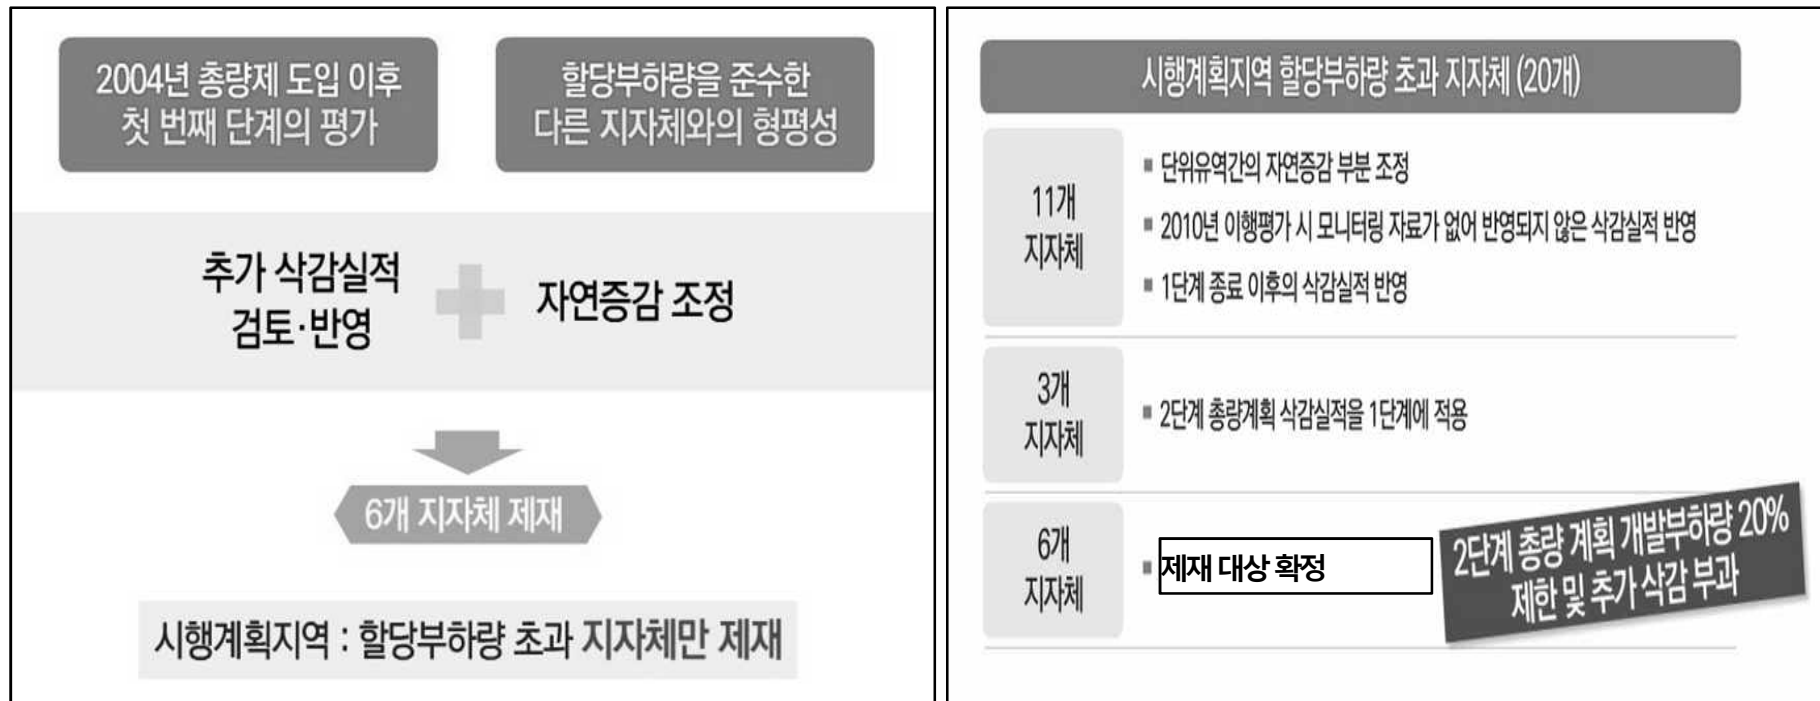 2004년 총량제 도입 이후
첫 번째 단계의 평가
할당부하량을 준수한
다른 지자체와의 형평성
추가 삭감실적
검토·반영
자연증감 조정
6개 지자체 제재
시행계획지역 : 할당부하량 초과 지자체만 제재
시행계획지역 할당부하량 초과 지자체 (20개)
11개
지자체
▪ 단위유역간의 자연증감 부분 조정
▪ 2010년 이행평가 시 모니터링 자료가 없어 반영되지 않은 삭감실적 반영
▪ 1단계 종료 이후의 삭감실적 반영
3개
지자체
▪ 2단계 총량계획 삭감실적을 1단계에 적용
6개
지자체
▪ 제재 대상 확정
2단계 총량 계획 개발부하량 20%
제한 및 추가 삭감 부과